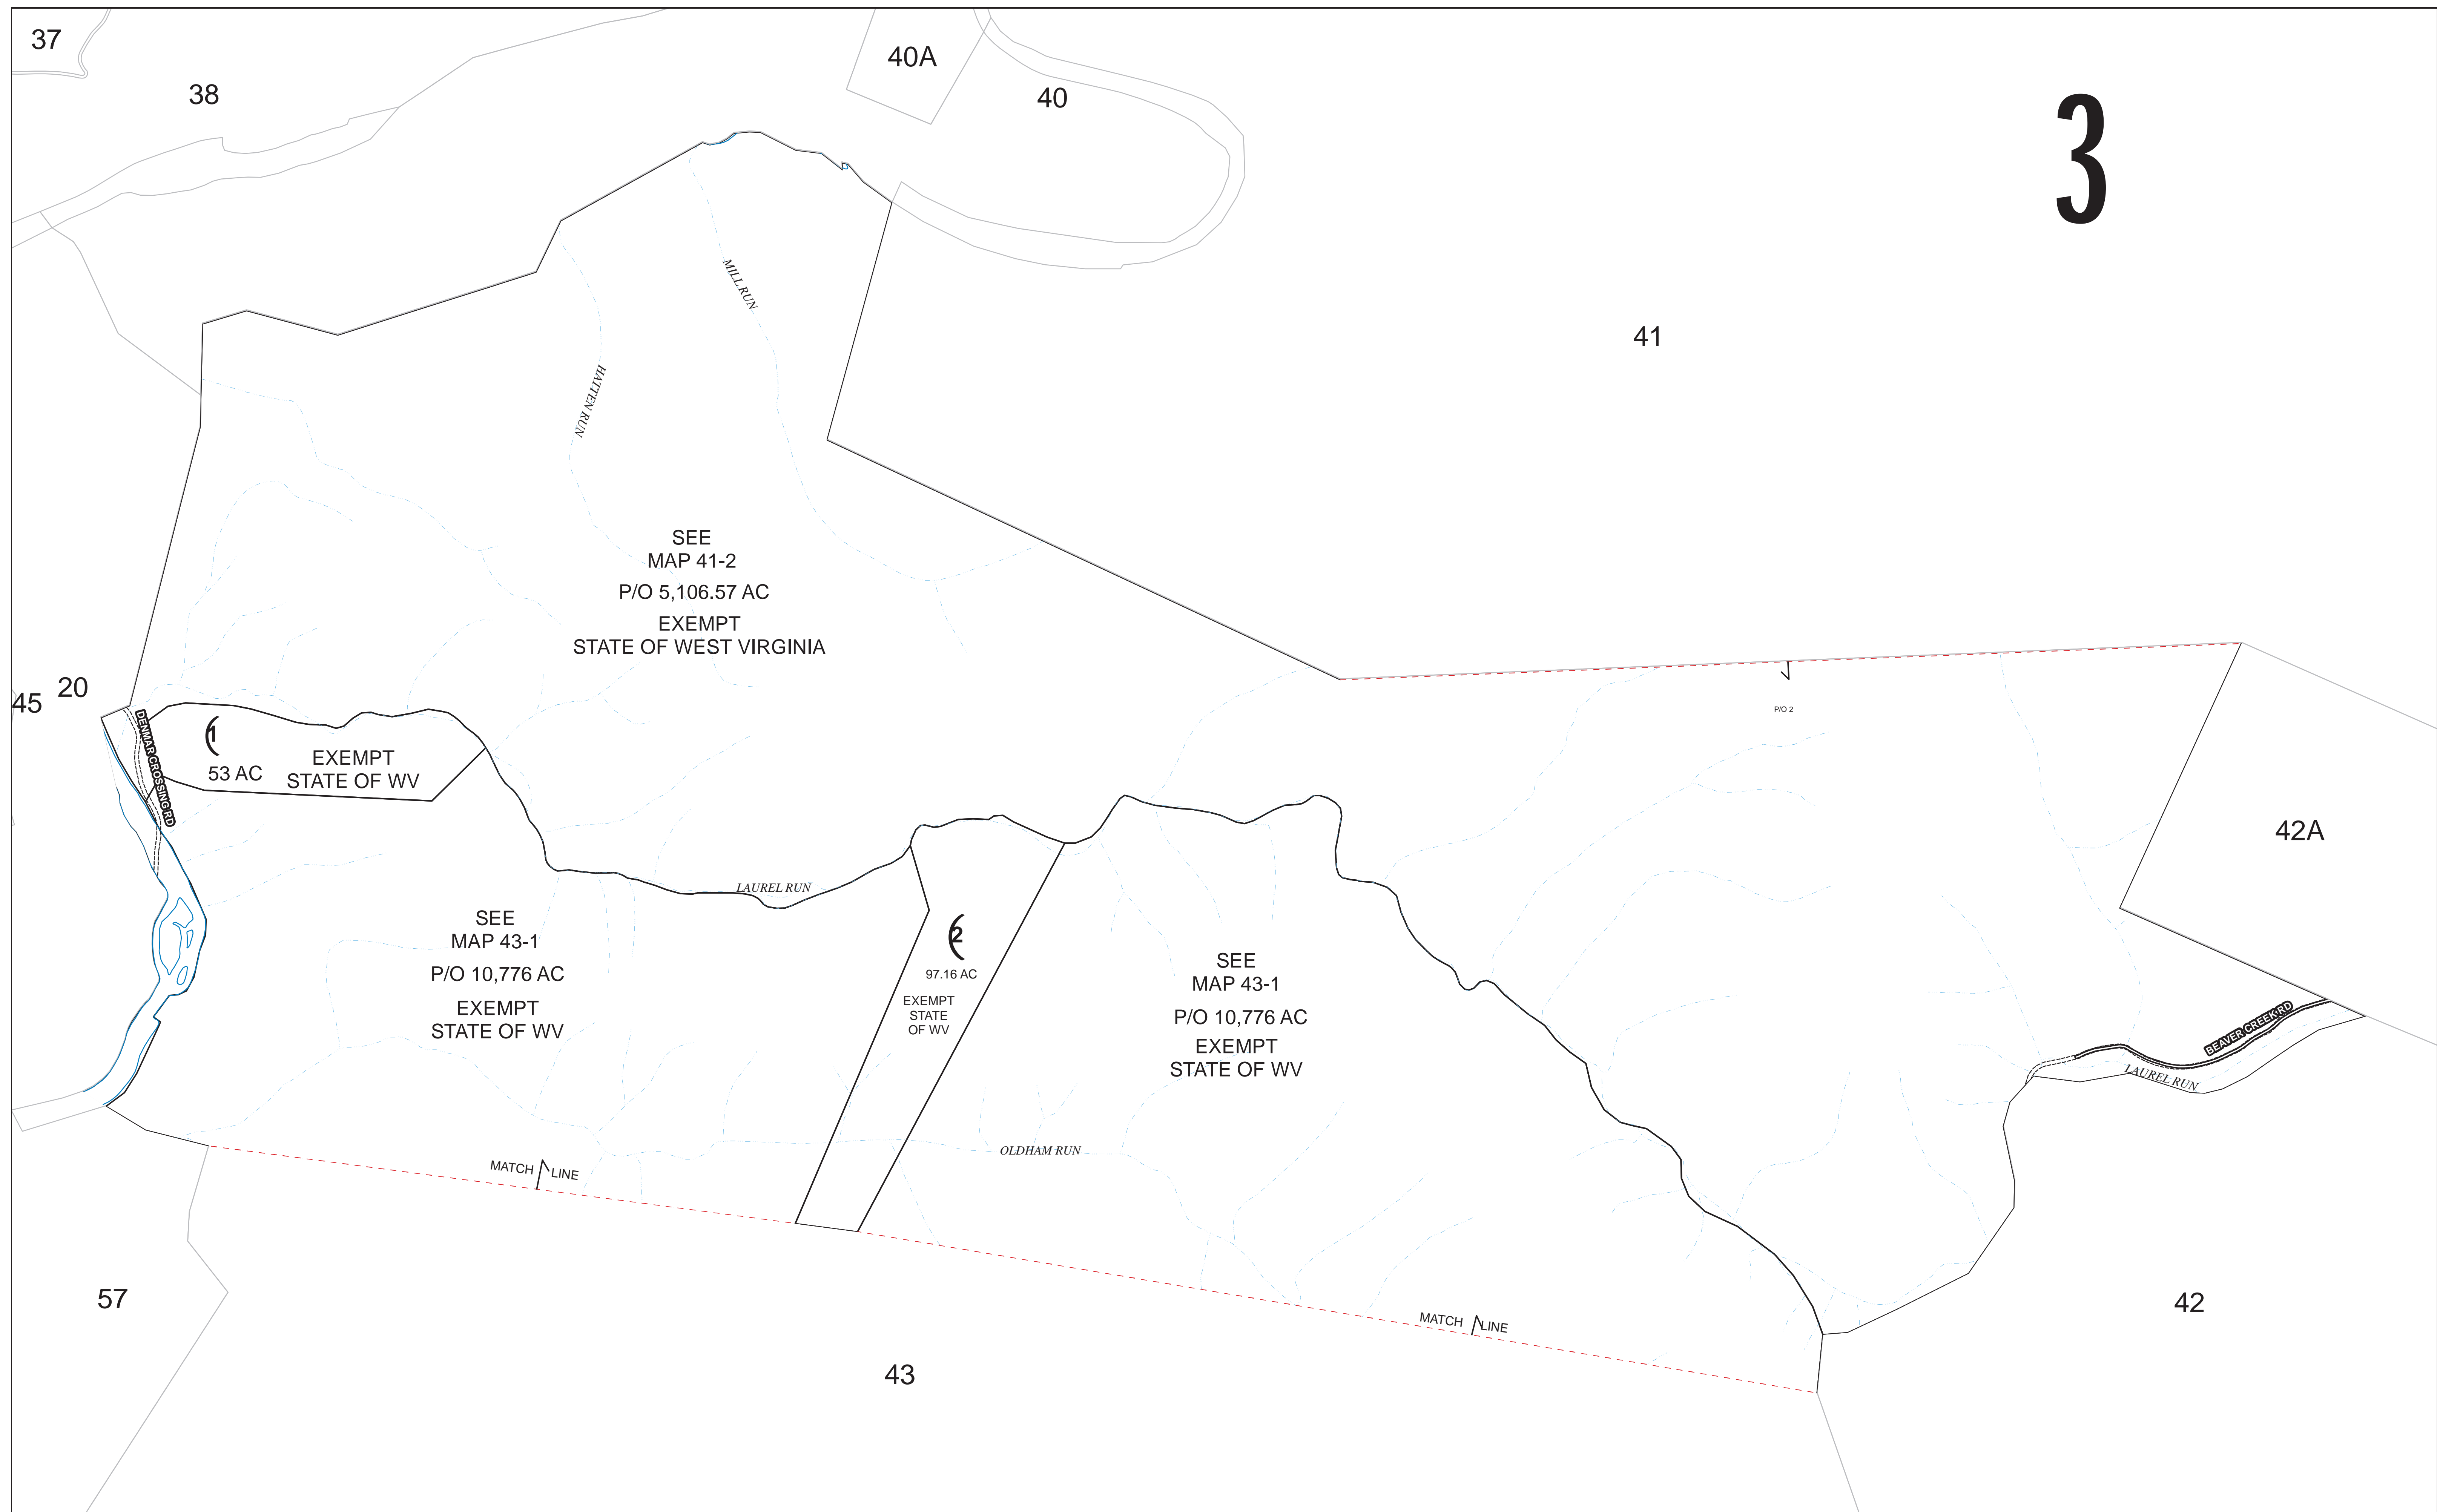 37
38
40A
40
3
41
MILL RUN
HATTEN RUN
SEE
MAP 41-2
P/O 5,106.57 AC
EXEMPT
STATE OF WEST VIRGINIA
45
20
P/O 2
DENMAR CROSSING RD
1
53 AC
EXEMPT
STATE OF WV
42A
LAUREL RUN
SEE
MAP 43-1
P/O 10,776 AC
EXEMPT
STATE OF WV
2
97.16 AC
EXEMPT
STATE
OF WV
SEE
MAP 43-1
P/O 10,776 AC
EXEMPT
STATE OF WV
BEAVER CREEK RD
LAUREL RUN
OLDHAM RUN
MATCH LINE
57
42
MATCH LINE
43